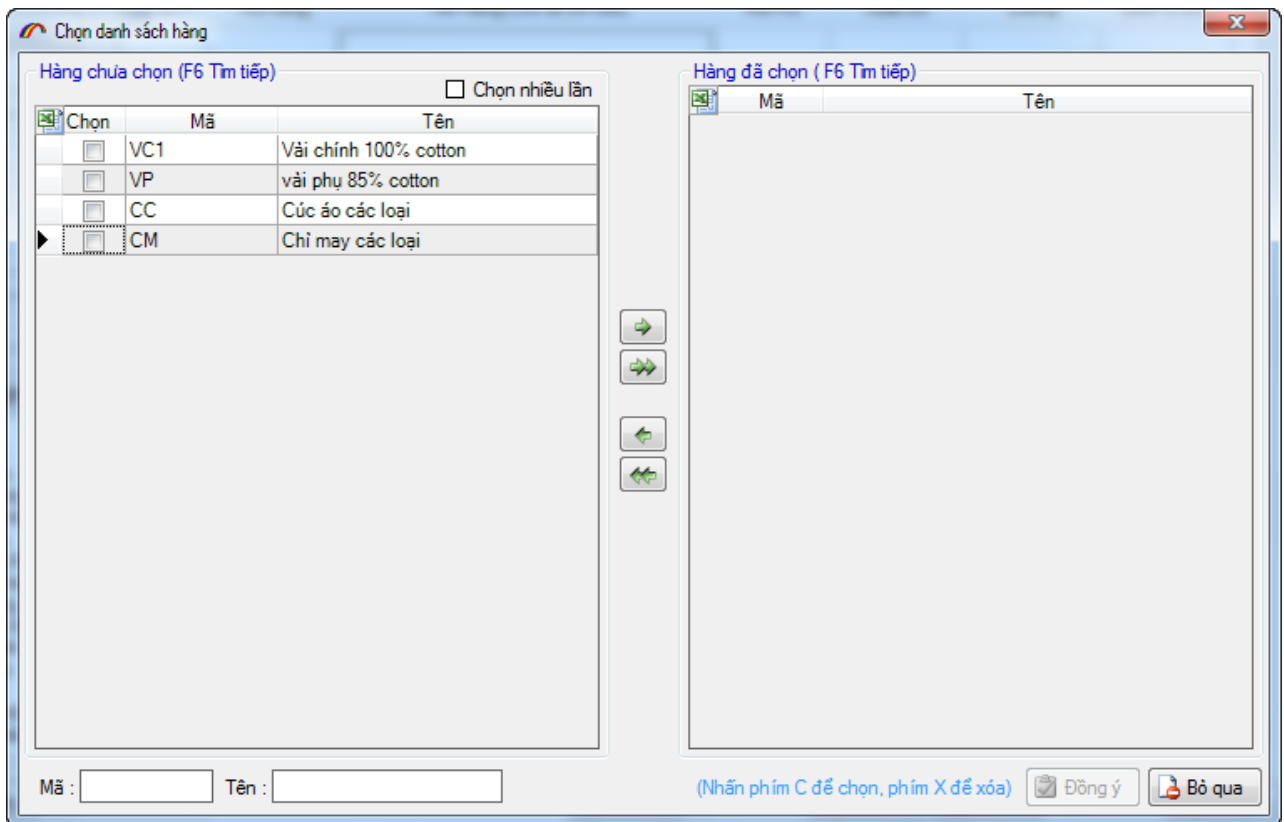 Chọn danh sách hàng
Hàng chưa chọn (F6 Tìm tiếp)
Chọn nhiều lần
Chọn Mã Tên
VC1 Vải chính 100% cotton
VP vải phụ 85% cotton
CC Cúc áo các loại
CM Chỉ may các loại
Hàng đã chọn ( F6 Tìm tiếp)
Mã Tên
Mã : Tên :
(Nhấn phím C để chọn, phím X để xóa) Đồng ý Bỏ qua